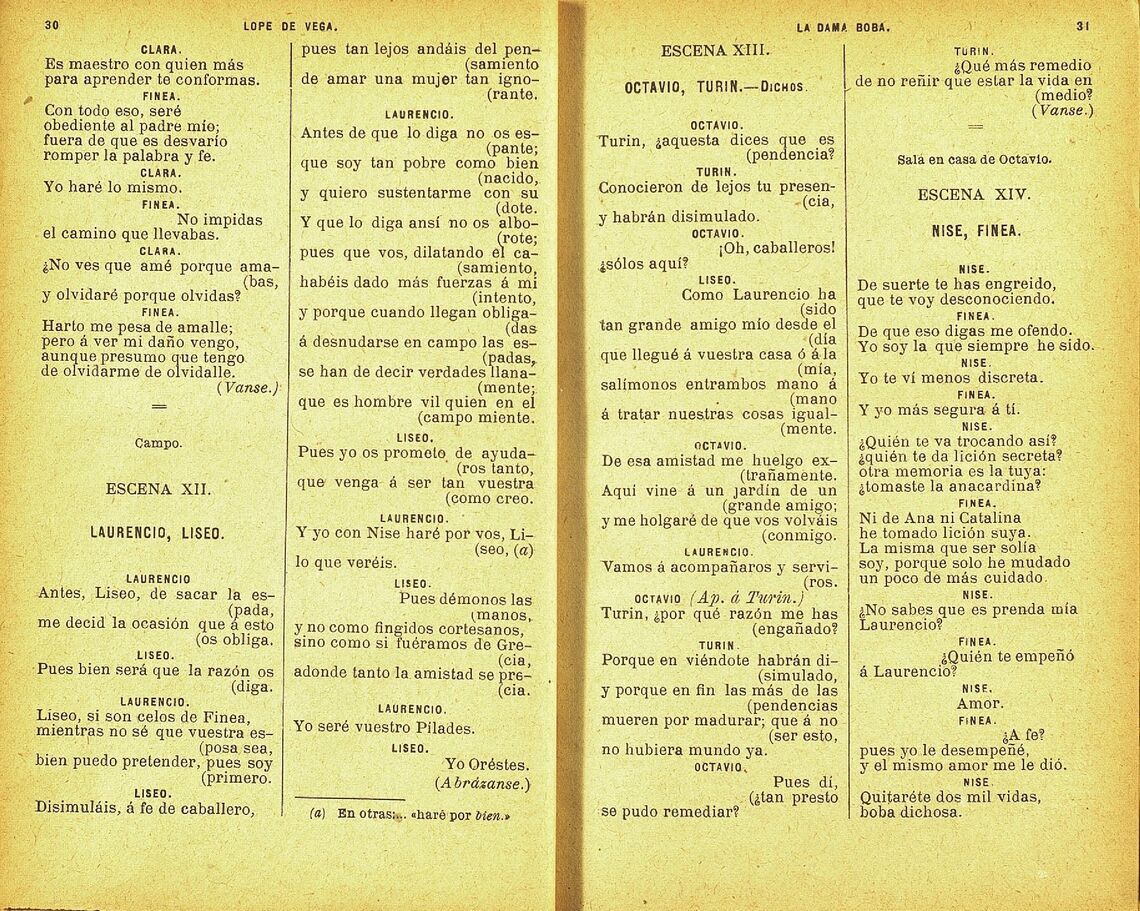 30
LOPE DE VEGA.
CLARA.
Es maestro con quien más
para aprender te conformas.
FINEA.
Con todo eso, seré
obediente al padre mío;
fuera de que es desvarío
romper la palabra y fe.
CLARA.
Yo haré lo mismo.
FINEA.
No impidas
el camino que llevabas.
CLARA.
¿No ves que amé porque ama-
(bas,
y olvidaré porque olvidas?
FINEA.
Harto me pesa de amalle;
pero á ver mi daño vengo,
aunque presumo que tengo
de olvidarme de olvidalle.
(Vanse.)
Campo.
ESCENA XII.
LAURENCIO, LISEO.
LAURENCIO
Antes, Liseo, de sacar la es-
(pada,
me decid la ocasión que á esto
(os obliga.
LISEO.
Pues bien será que la razón os
(diga.
LAURENCIO.
Liseo, si son celos de Finea,
mientras no sé que vuestra es-
(posa sea,
bien puedo pretender, pues soy
(primero.
LISEO.
Disimuláis, á fe de caballero,
pues tan lejos andáis del pen-
(samiento
de amar una mujer tan igno-
(rante.
LAURENCIO.
Antes de que lo diga no os es-
(pante;
que soy tan pobre como bien
(nacido,
y quiero sustentarme con su
(dote.
Y que lo diga ansí no os albo-
(rote;
pues que vos, dilatando el ca-
(samiento,
habéis dado más fuerzas á mi
(intento,
y porque cuando llegan obliga-
(das
á desnudarse en campo las es-
(padas,
se han de decir verdades llana-
(mente;
que es hombre vil quien en el
(campo miente.
LISEO.
Pues yo os prometo de ayuda-
(ros tanto,
que venga á ser tan vuestra
(como creo.
LAURENCIO.
Y yo con Nise haré por vos, Li-
(seo, (a)
lo que veréis.
LISEO.
Pues démonos las
(manos,
y no como fingidos cortesanos,
sino como si fuéramos de Gre-
(cia,
adonde tanto la amistad se pre-
(cia.
LAURENCIO.
Yo seré vuestro Pílades.
LISEO.
Yo Oréstes.
(Abrázanse.)
(a) En otras:... «haré por bien.»
LA DAMA BOBA.
31
ESCENA XIII.
OCTAVIO, TURIN.—DICHOS.
OCTAVIO.
Turin, ¿aquesta dices que es
(pendencia?
TURIN.
Conocieron de lejos tu presen-
(cia,
y habrán disimulado.
OCTAVIO.
¡Oh, caballeros!
¿sólos aquí?
LISEO.
Como Laurencio ha
(sido
tan grande amigo mío desde el
(día
que llegué á vuestra casa ó á la
(mía,
salímonos entrambos mano á
(mano
á tratar nuestras cosas igual-
(mente.
OCTAVIO.
De esa amistad me huelgo ex-
(trañamente.
Aquí vine á un jardín de un
(grande amigo;
y me holgaré de que vos volváis
(conmigo.
LAURENCIO.
Vamos á acompañaros y servi-
(ros.
OCTAVIO (Ap. á Turin.)
Turin, ¿por qué razón me has
(engañado?
TURIN.
Porque en viéndote habrán di-
(simulado,
y porque en fin las más de las
(pendencias
mueren por madurar; que á no
(ser esto,
no hubiera mundo ya.
OCTAVIO.
Pues dí,
(¿tan presto
se pudo remediar?
TURIN.
¿Qué más remedio
de no reñir que estar la vida en
(medio?
(Vanse.)
Sala en casa de Octavio.
ESCENA XIV.
NISE, FINEA.
NISE.
De suerte te has engreido,
que te voy desconociendo.
FINEA.
De que eso digas me ofendo.
Yo soy la que siempre he sido.
NISE.
Yo te ví menos discreta.
FINEA.
Y yo más segura á tí.
NISE.
¿Quién te va trocando así?
¿quién te da lición secreta?
otra memoria es la tuya:
¿tomaste la anacardina?
FINEA.
Ni de Ana ni Catalina
he tomado lición suya.
La misma que ser solía
soy, porque solo he mudado
un poco de más cuidado.
NISE.
¿No sabes que es prenda mía
Laurencio?
FINEA.
¿Quién te empeñó
á Laurencio?
NISE.
Amor.
FINEA.
¿A fe?
pues yo le desempeñé,
y el mismo amor me le dió.
NISE.
Quitaréte dos mil vidas,
boba dichosa.